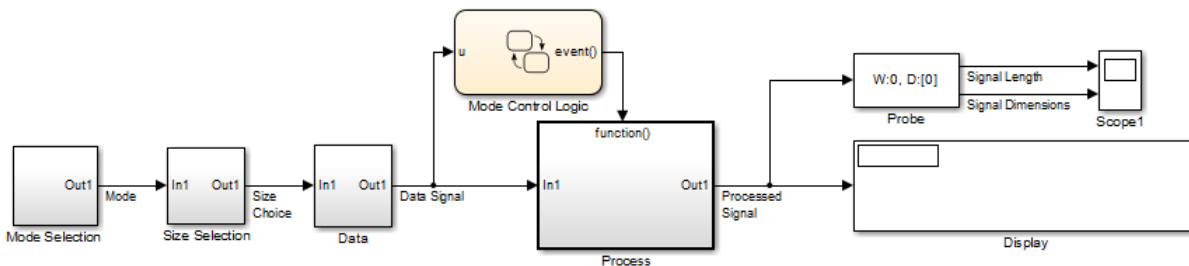 u
event()
Mode Control Logic
function()
W:0, D:[0]
Probe
Signal Length
Signal Dimensions
Scope1
Out1
Mode Selection
Mode
In1
Out1
Size Selection
Size
Choice
In1
Out1
Data
Data Signal
In1
Out1
Process
Processed
Signal
Display